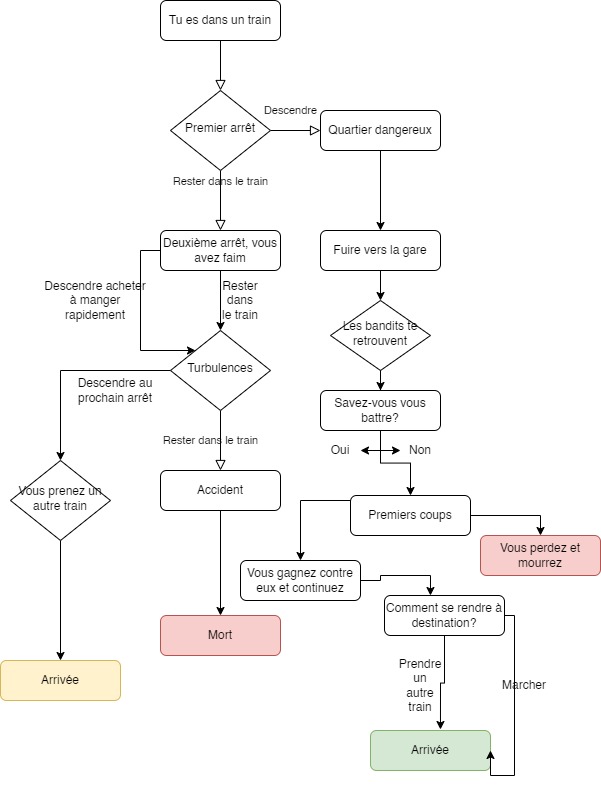 Tu es dans un train
Descendre
Premier arrêt
Quartier dangereux
Rester dans le train
Deuxième arrêt, vous
avez faim
Fuire vers la gare
Descendre acheter
à manger
rapidement
Rester
dans
le train
Les bandits te
retrouvent
Turbulences
Descendre au
prochain arrêt
Savez-vous vous
battre?
Rester dans le train
Oui
Non
Vous prenez un
autre train
Accident
Premiers coups
Vous perdez et
mourrez
Vous gagnez contre
eux et continuez
Comment se rendre à
destination?
Mort
Prendre
un
autre
train
Marcher
Arrivée
Arrivée